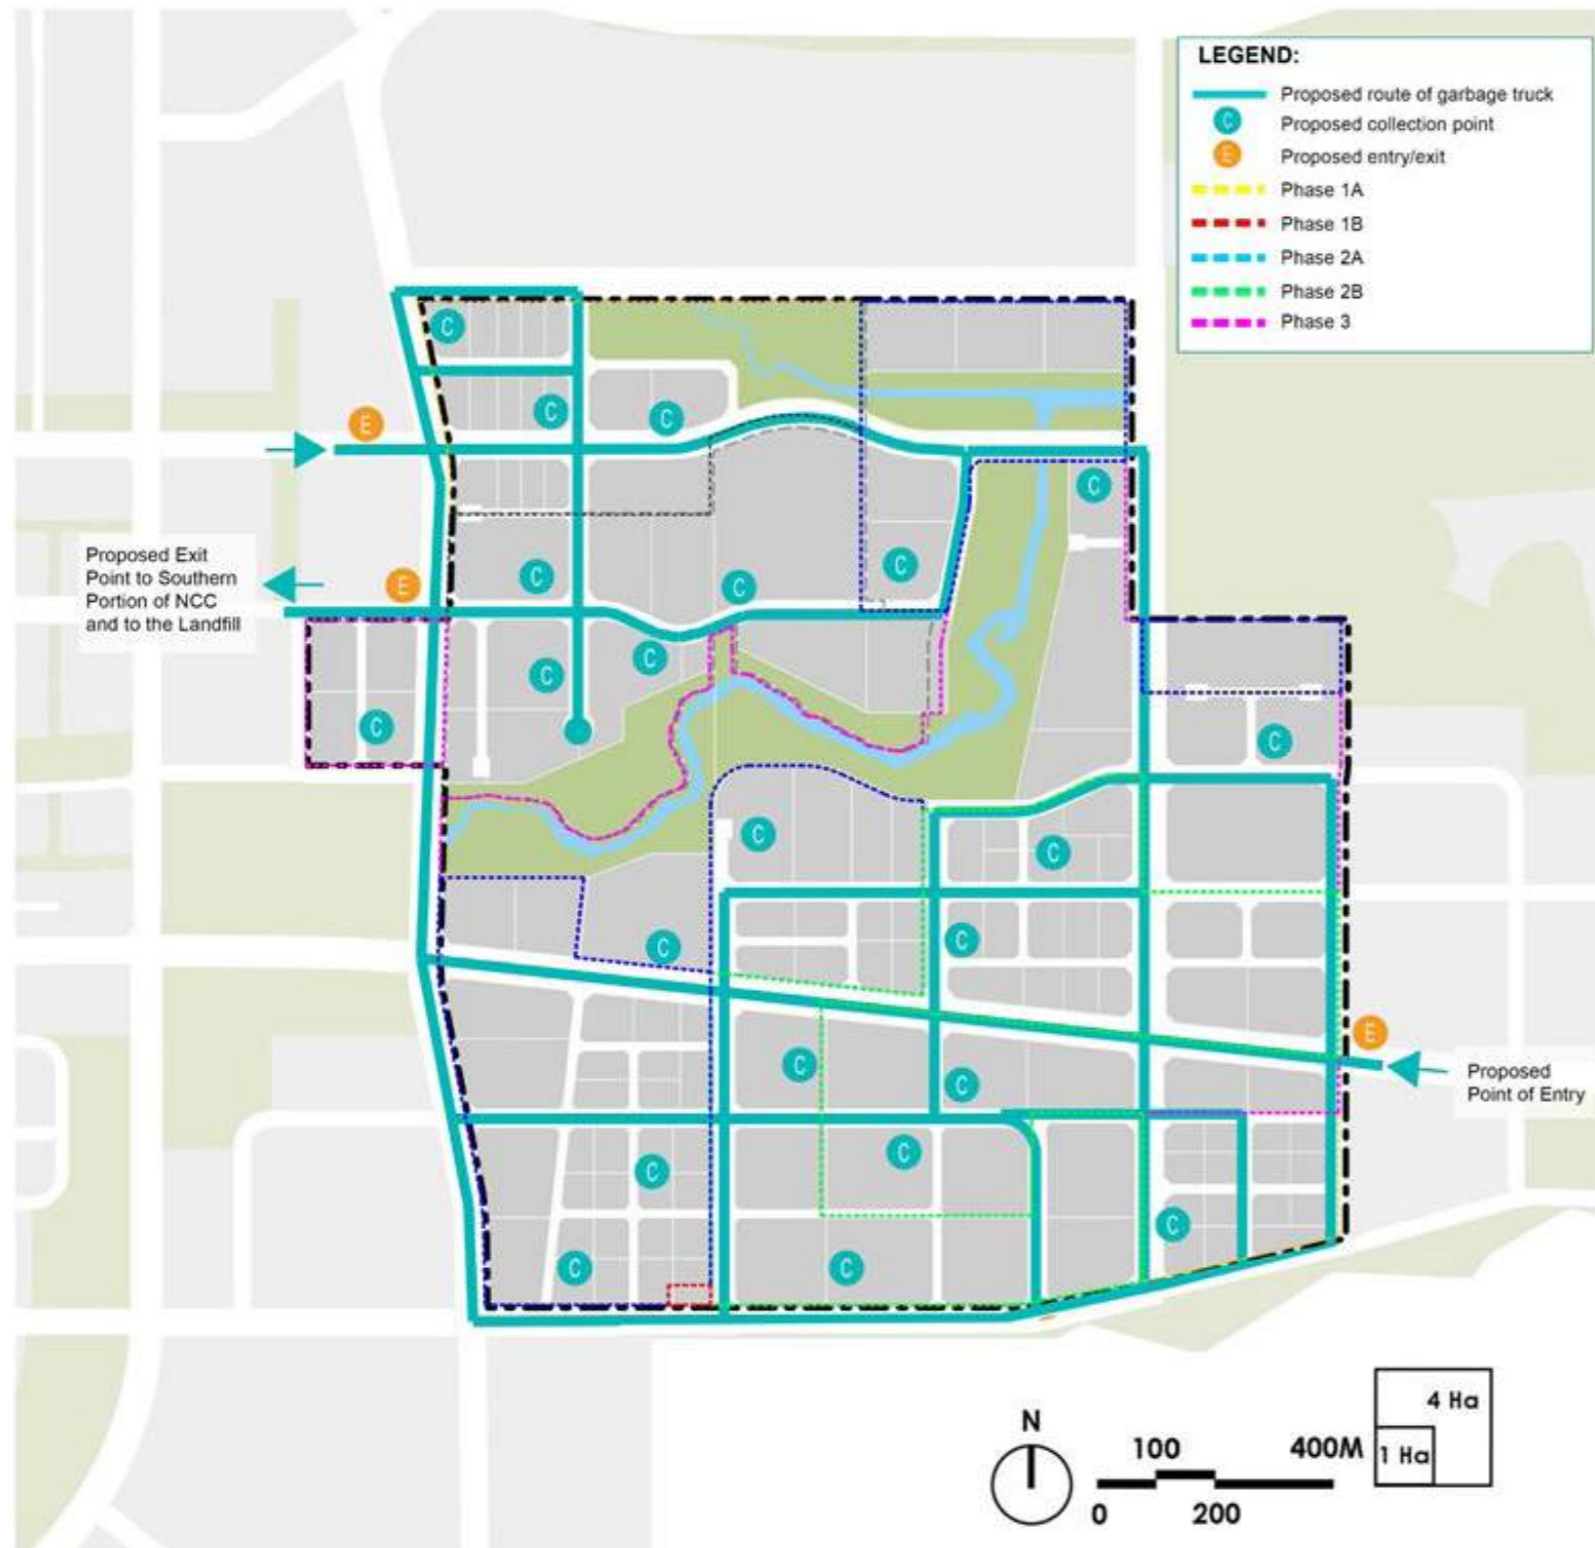 LEGEND:
Proposed route of garbage truck
C Proposed collection point
E Proposed entry/exit
Phase 1A
Phase 1B
Phase 2A
Phase 2B
Phase 3
C
C
C
E
C
Proposed Exit
Point to Southern
Portion of NCC
and to the Landfill
E
C
C
C
C
C
C
C
C
C
C
C
E
Proposed
Point of Entry
C
C
C
C
C
C
C
N
100 400M
0 200
4 Ha
1 Ha